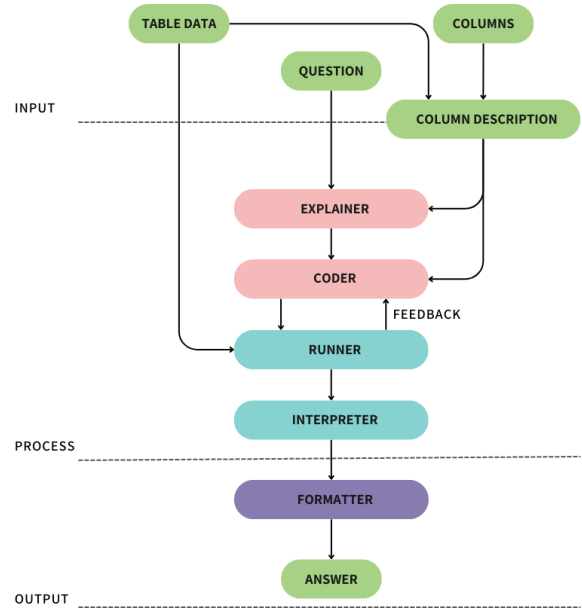 TABLE DATA
COLUMNS
QUESTION
INPUT
COLUMN DESCRIPTION
EXPLAINER
CODER
FEEDBACK
RUNNER
INTERPRETER
PROCESS
FORMATTER
ANSWER
OUTPUT